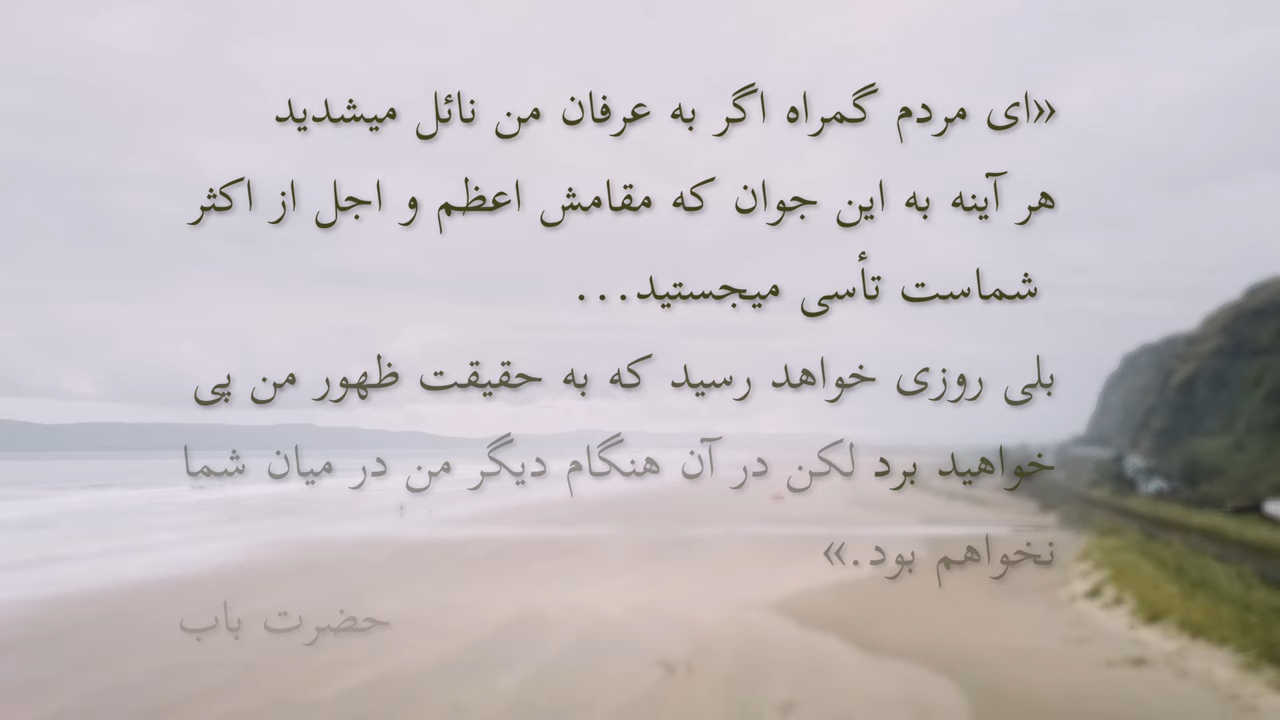 «ای مردم گمراه اگر به عرفان من نائل میشدید
هر آینه به این جوان که مقامش اعظم و اجل از اکثر
شماست تأسی میجستید...
بلی روزی خواهد رسید که به حقیقت ظهور من پی
خواهید برد لکن در آن هنگام دیگر من در میان شما
نخواهم بود.»
حضرت باب